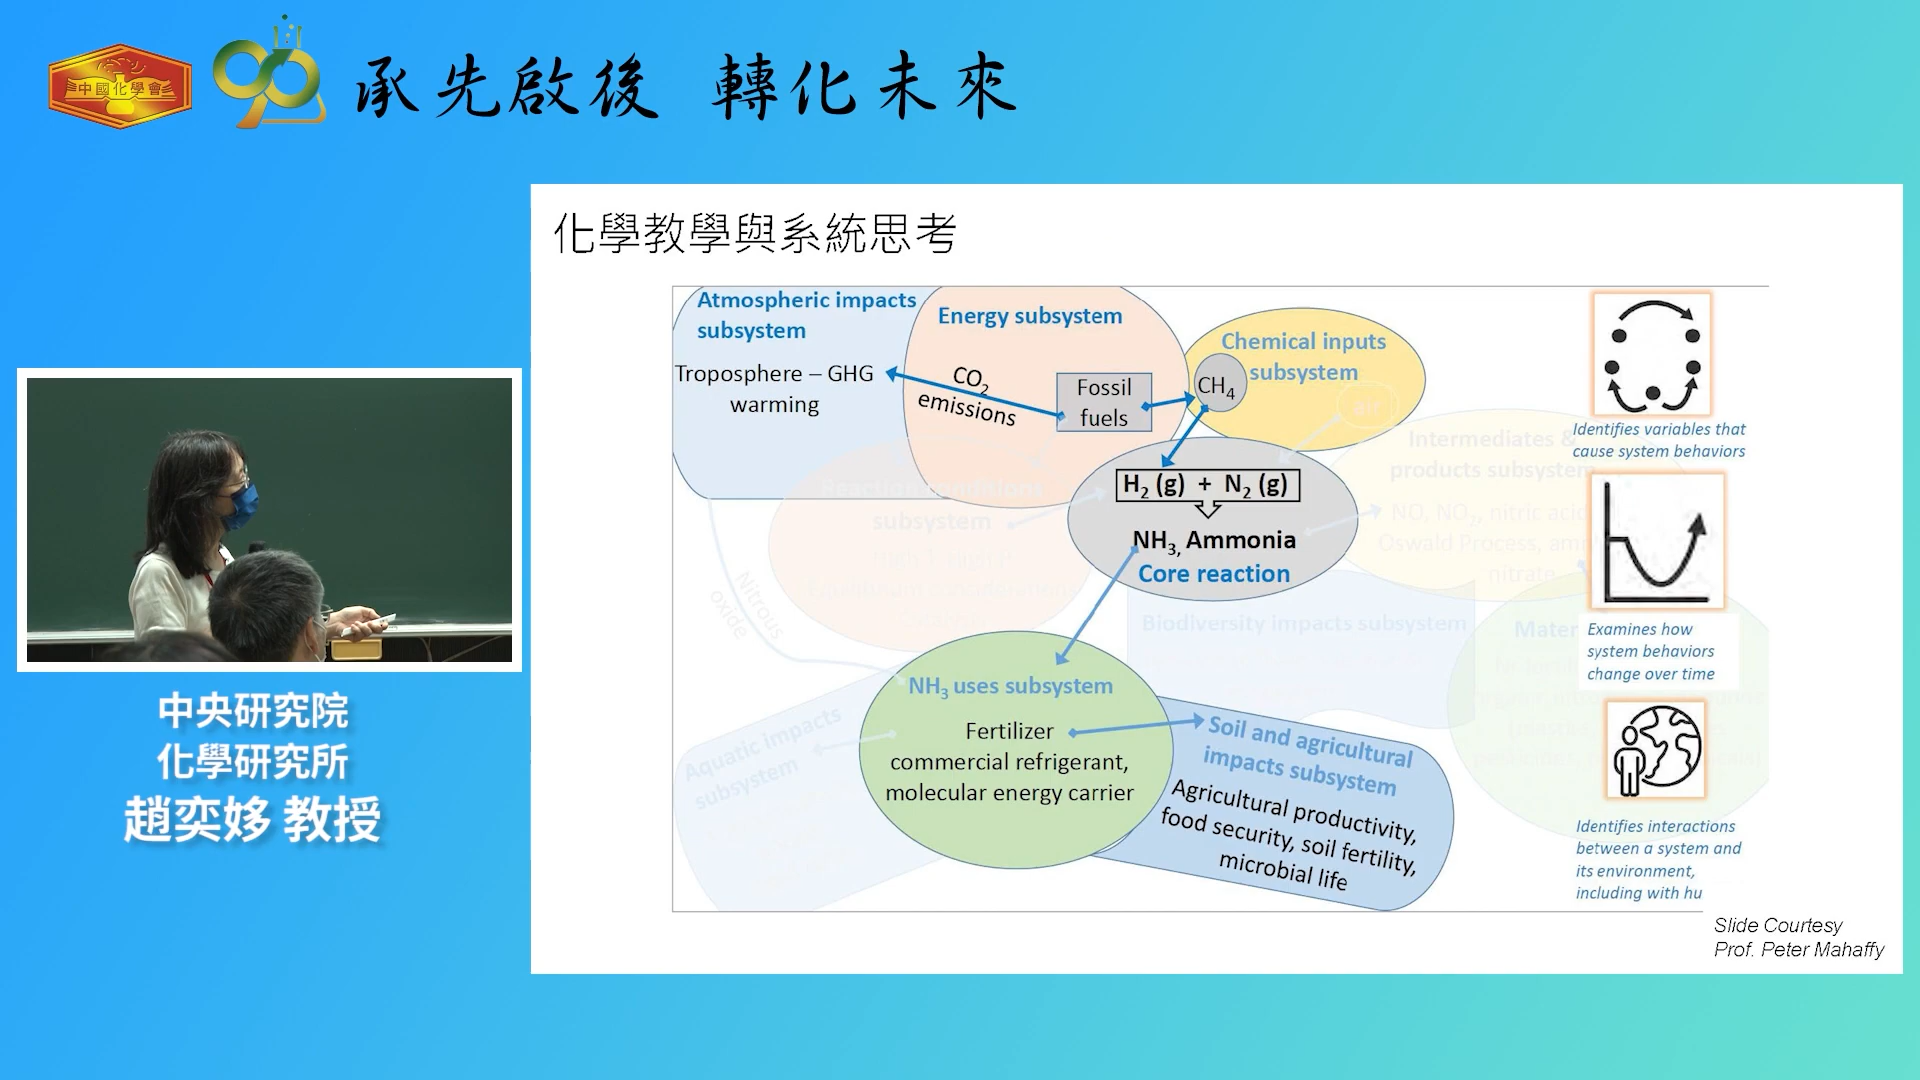 中國化學會
90
承先啟後 轉化未來
化學教學與系統思考
Atmospheric impacts
subsystem
Troposphere – GHG
warming
Energy subsystem
CO2
emissions
Fossil
fuels
Chemical inputs
subsystem
CH4
air
Intermediates &
products subsystem
NO, NO2, nitric acid
Oswald Process, am
nitrate
Reaction conditions
subsystem
H2 (g) + N2 (g)
NH3, Ammonia
Core reaction
Nitrous
oxide
Biodiversity impacts subsystem
Mater
Aquatic impacts
subsystem
NH3 uses subsystem
Fertilizer
commercial refrigerant,
molecular energy carrier
Soil and agricultural
impacts subsystem
Agricultural productivity,
food security, soil fertility,
microbial life
Identifies variables that
cause system behaviors
Examines how
system behaviors
change over time
Identifies interactions
between a system and
its environment,
including with hu
Slide Courtesy
Prof. Peter Mahaffy
中央研究院
化學研究所
趙奕姼 教授